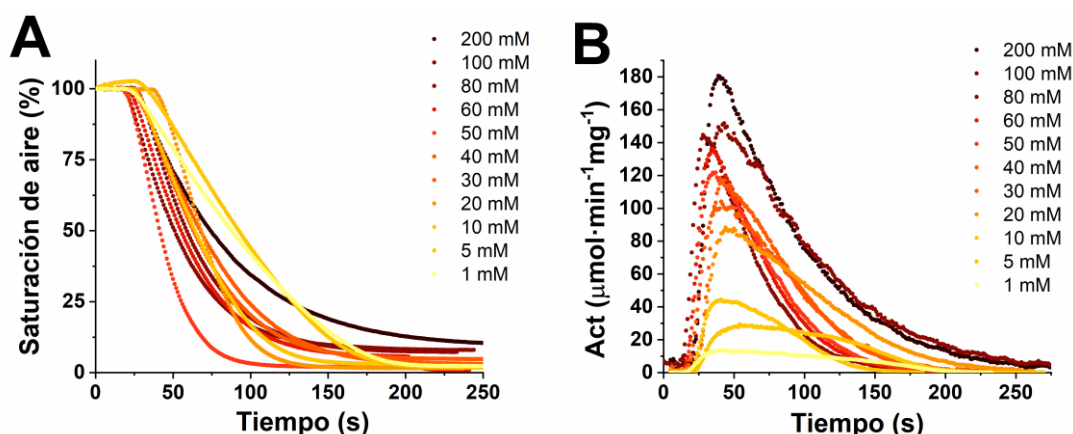 A
Saturación de aire (%)
100
75
50
25
0
0 50 100 150 200 250
Tiempo (s)
200 mM
100 mM
80 mM
60 mM
50 mM
40 mM
30 mM
20 mM
10 mM
5 mM
1 mM
B
Act (μmol·min⁻¹mg⁻¹)
180
160
140
120
100
80
60
40
20
0
0 50 100 150 200 250
Tiempo (s)
200 mM
100 mM
80 mM
60 mM
50 mM
40 mM
30 mM
20 mM
10 mM
5 mM
1 mM